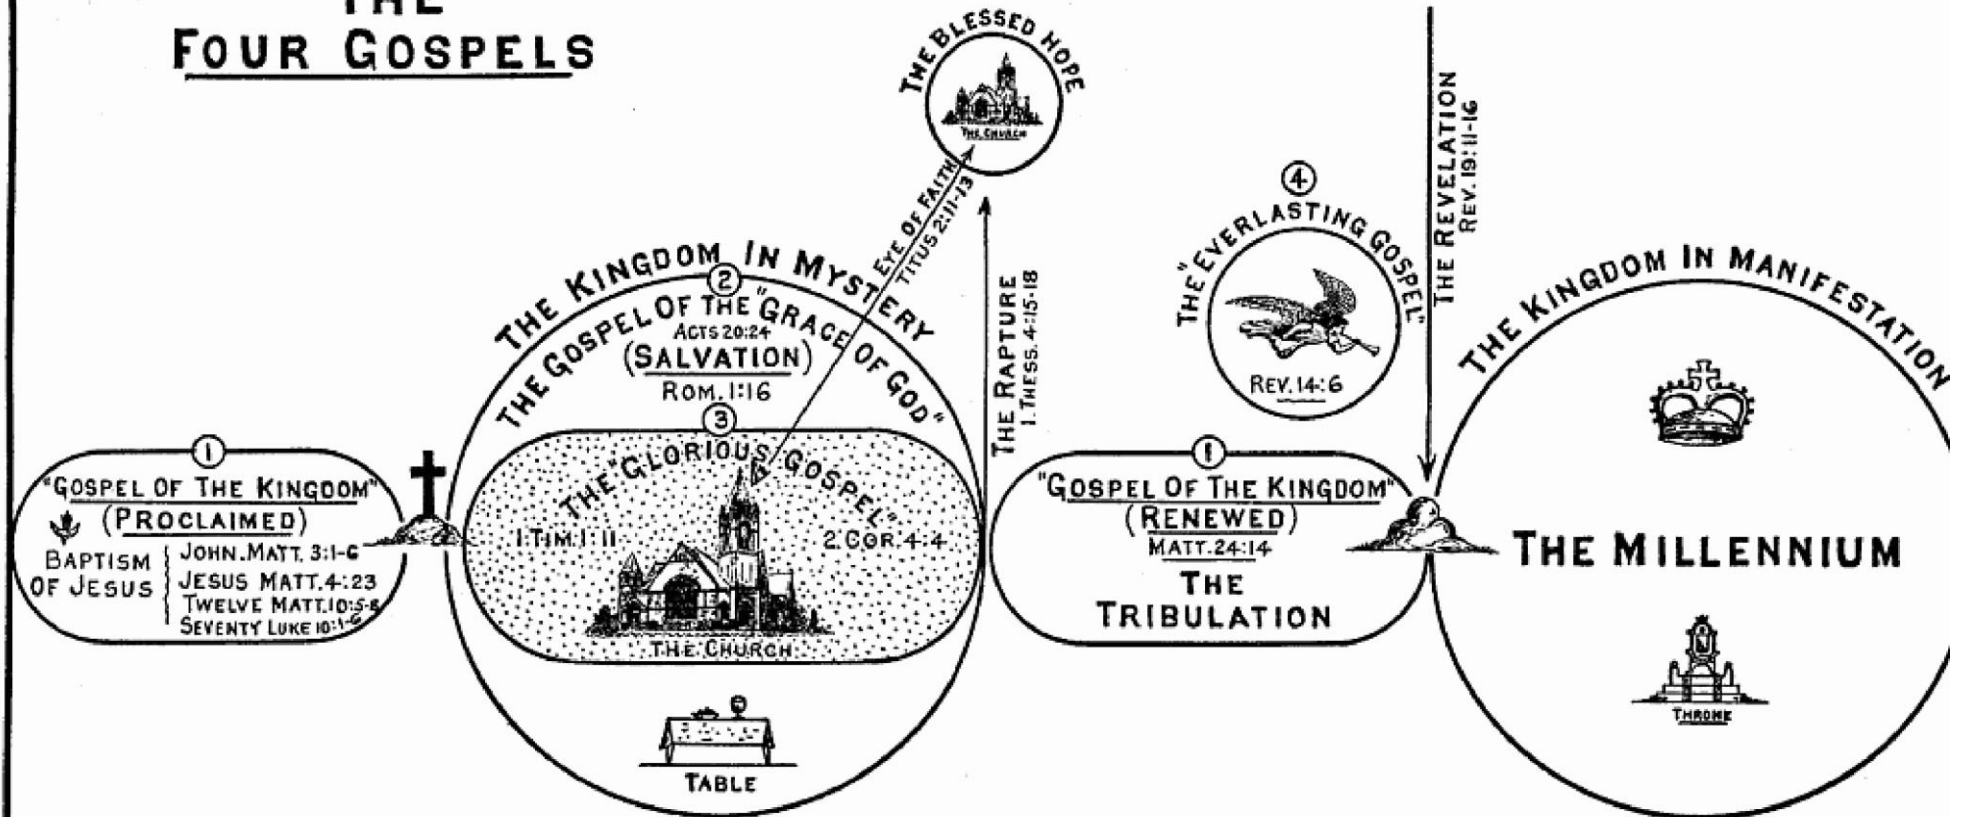 THE
FOUR GOSPELS
THE BLESSED HOPE
THE CHURCH
EYE OF FAITH
TITUS 2:11-13
THE RAPTURE
1. THESS. 4:15-18
4
THE "EVERLASTING GOSPEL"
REV. 14:6
THE REVELATION
REV. 19:11-16
THE KINGDOM IN MYSTERY
2
THE GOSPEL OF THE "GRACE OF GOD"
ACTS 20:24
(SALVATION)
ROM. 1:16
3
THE "GLORIOUS GOSPEL"
1. TIM. 1:11
2 COR. 4-4
THE CHURCH
TABLE
1
"GOSPEL OF THE KINGDOM"
(PROCLAIMED)
BAPTISM
OF JESUS
JOHN. MATT. 3:1-6
JESUS MATT. 4:23
TWELVE MATT. 10:5-8
SEVENTY LUKE 10:1-6
1
"GOSPEL OF THE KINGDOM"
(RENEWED)
MATT. 24:14
THE
TRIBULATION
THE KINGDOM IN MANIFESTATION
THE MILLENNIUM
THRONE